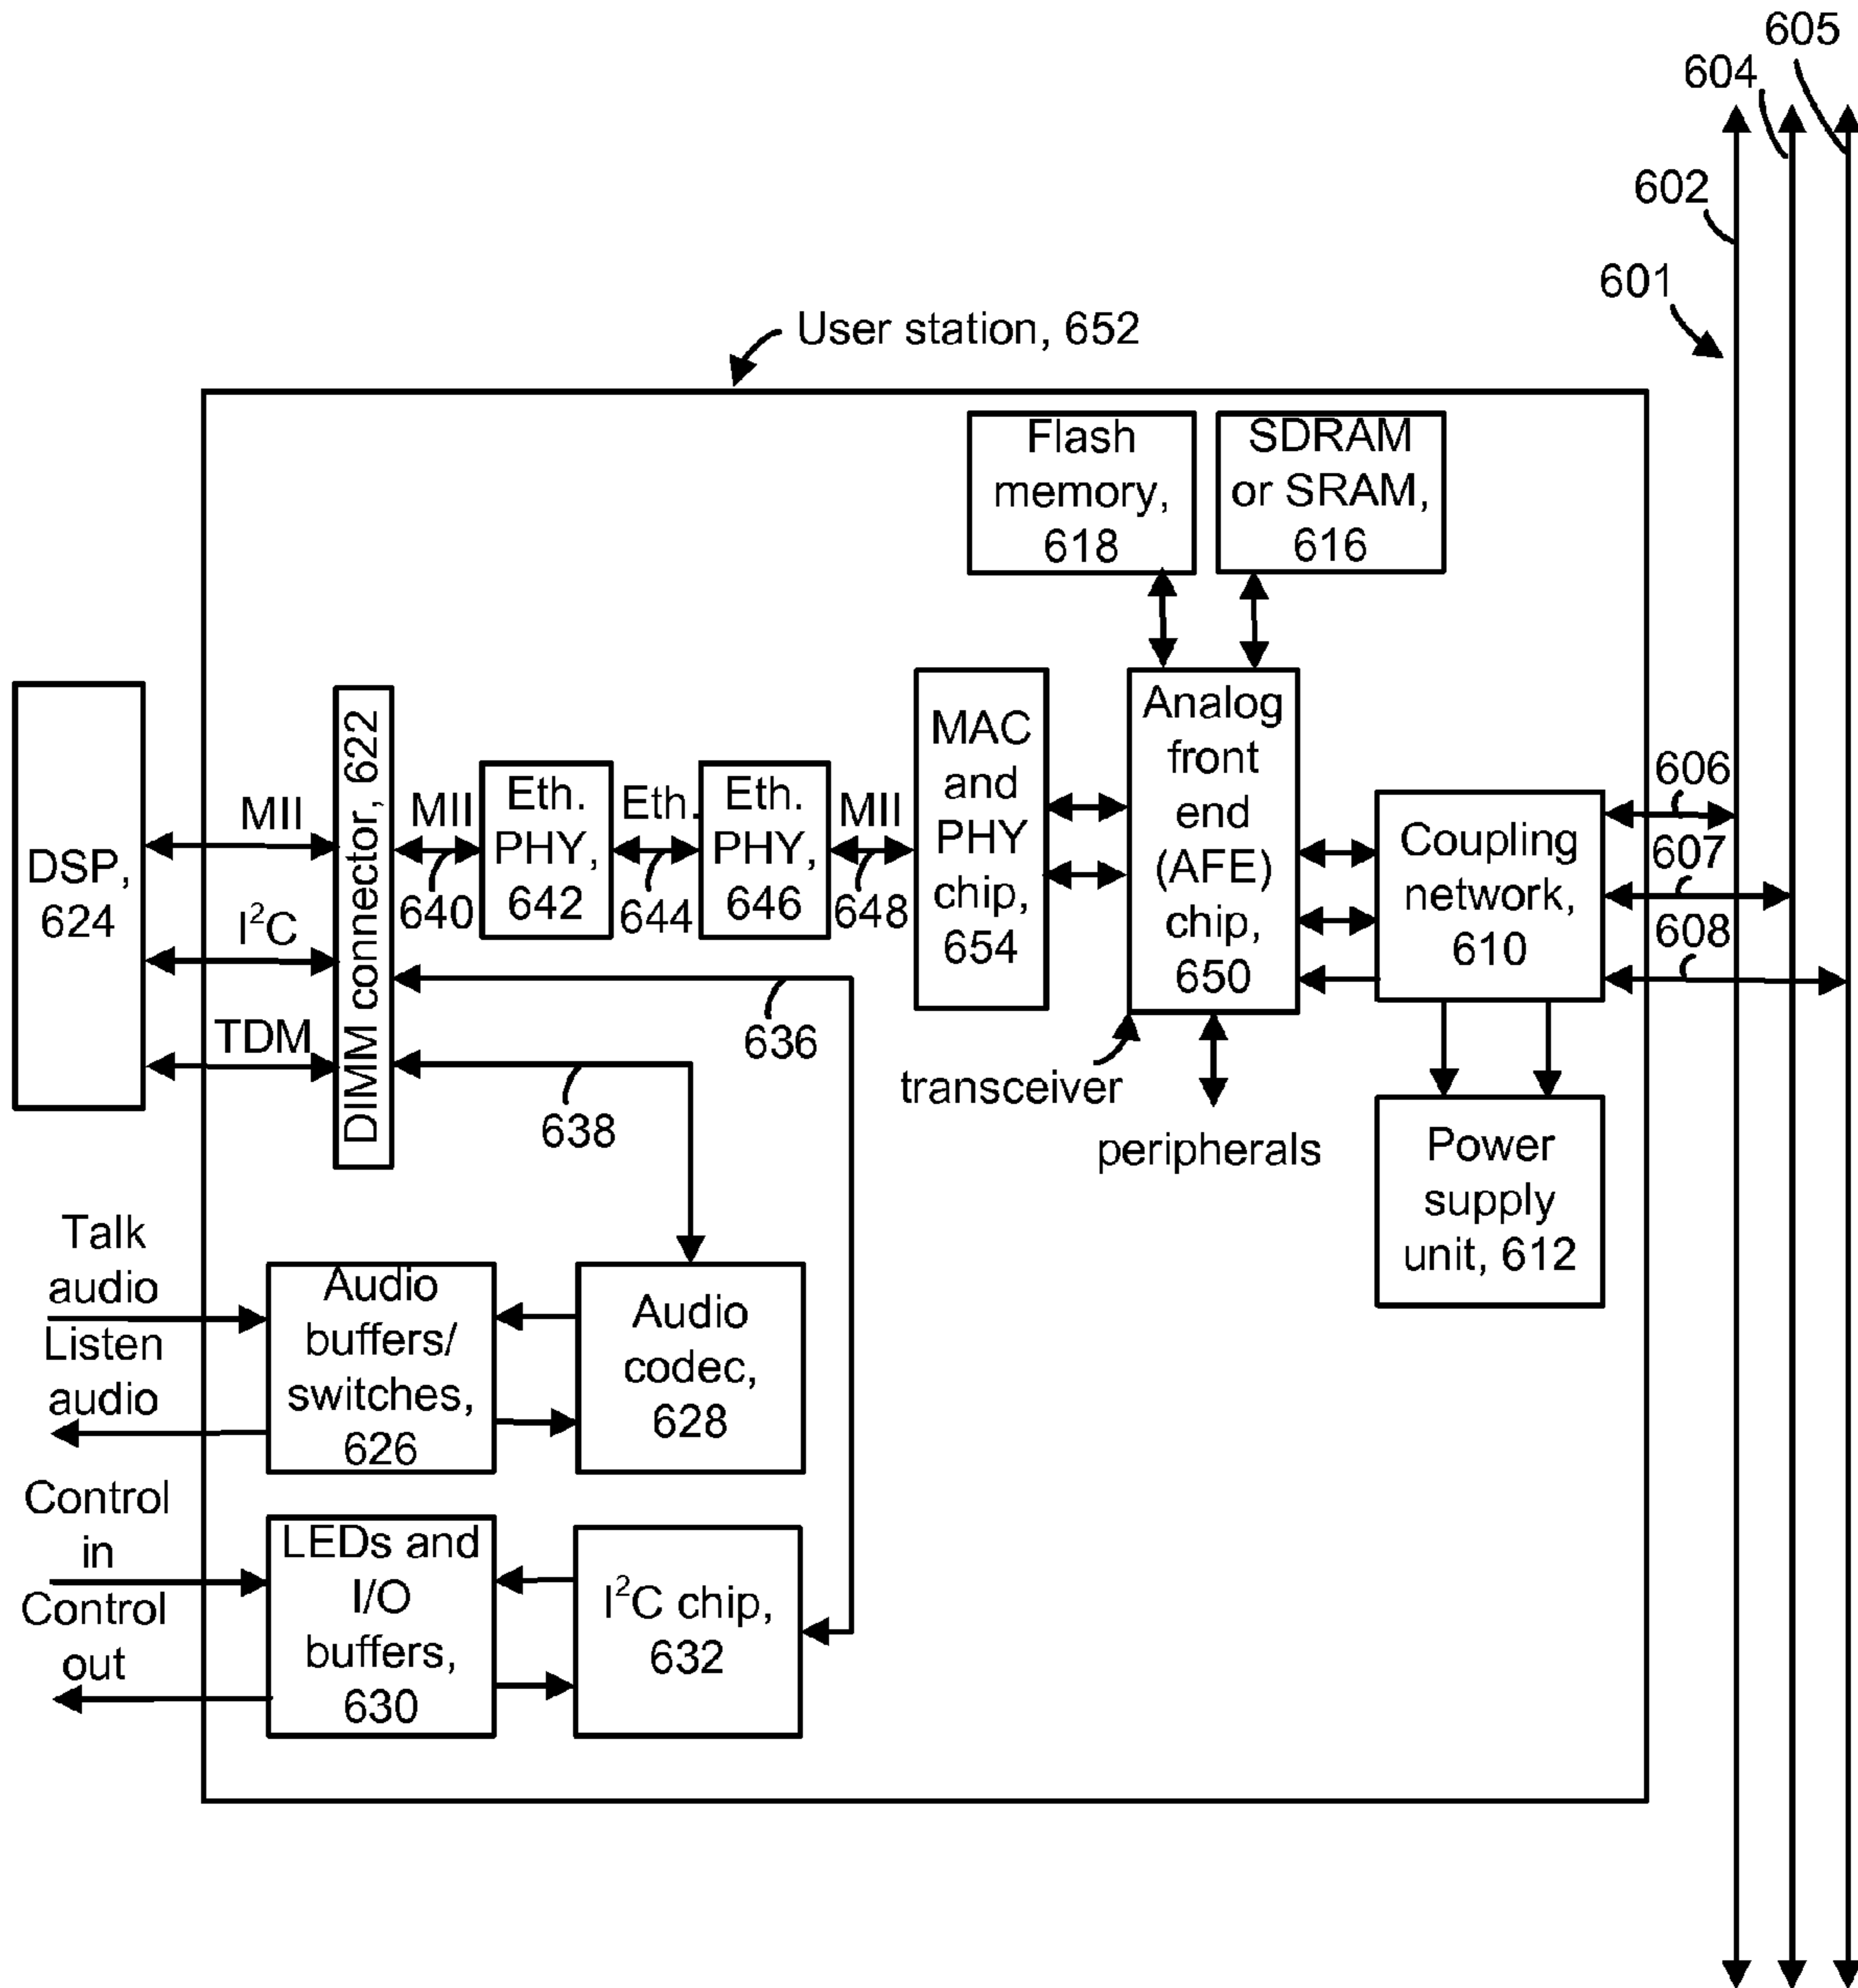 605
604
602
601
User station, 652
Flash
memory,
618
SDRAM
or SRAM,
616
DSP,
624
MII
I²C
TDM
DIMM connector, 622
MII
640
Eth.
PHY,
642
Eth.
644
Eth.
PHY,
646
MII
648
MAC
and
PHY
chip,
654
Analog
front
end
(AFE)
chip,
650
Coupling
network,
610
606
607
608
636
638
transceiver
peripherals
Power
supply
unit, 612
Talk
audio
Listen
audio
Audio
buffers/
switches,
626
Audio
codec,
628
Control
in
Control
out
LEDs and
I/O
buffers,
630
I²C chip,
632